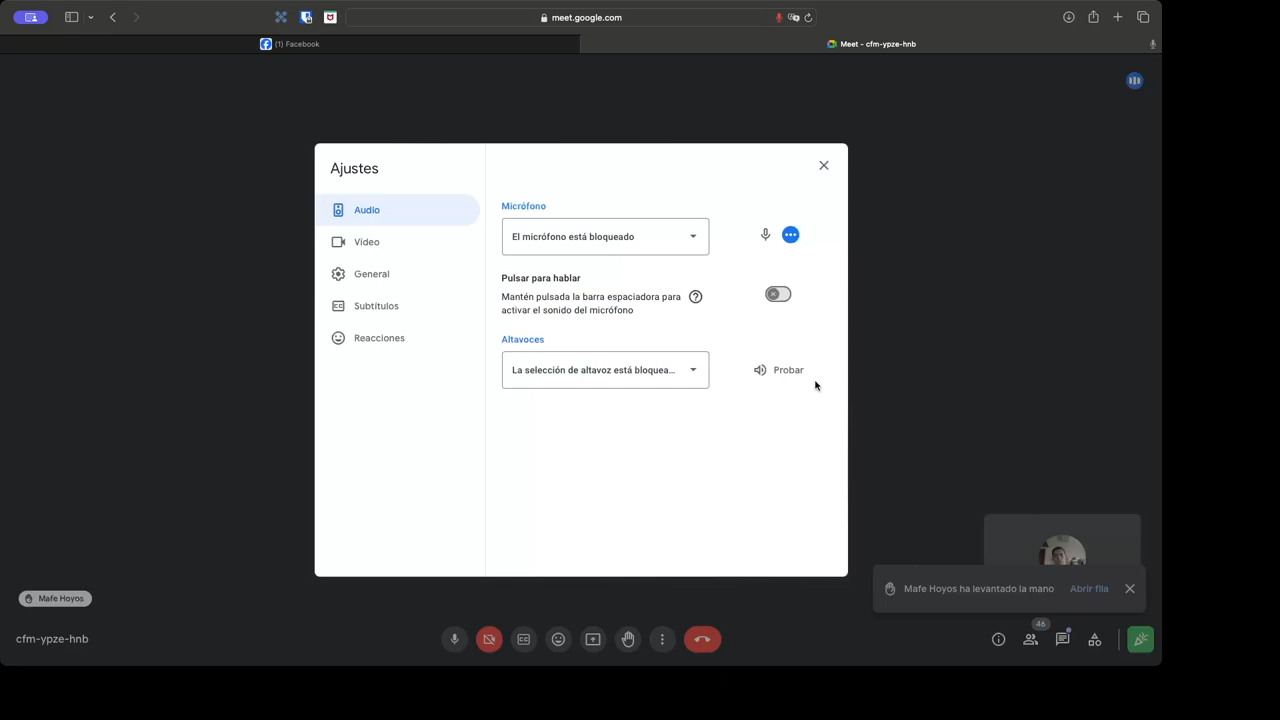 meet.google.com
(1) Facebook
Meet - cfm-ypze-hnb
Ajustes
Audio
Vídeo
General
Subtítulos
Reacciones
Micrófono
El micrófono está bloqueado
Pulsar para hablar
Mantén pulsada la barra espaciadora para
activar el sonido del micrófono
Altavoces
La selección de altavoz está bloquea...
Probar
Mafe Hoyos ha levantado la mano
Abrir fila
Mafe Hoyos
cfm-ypze-hnb
CC
46